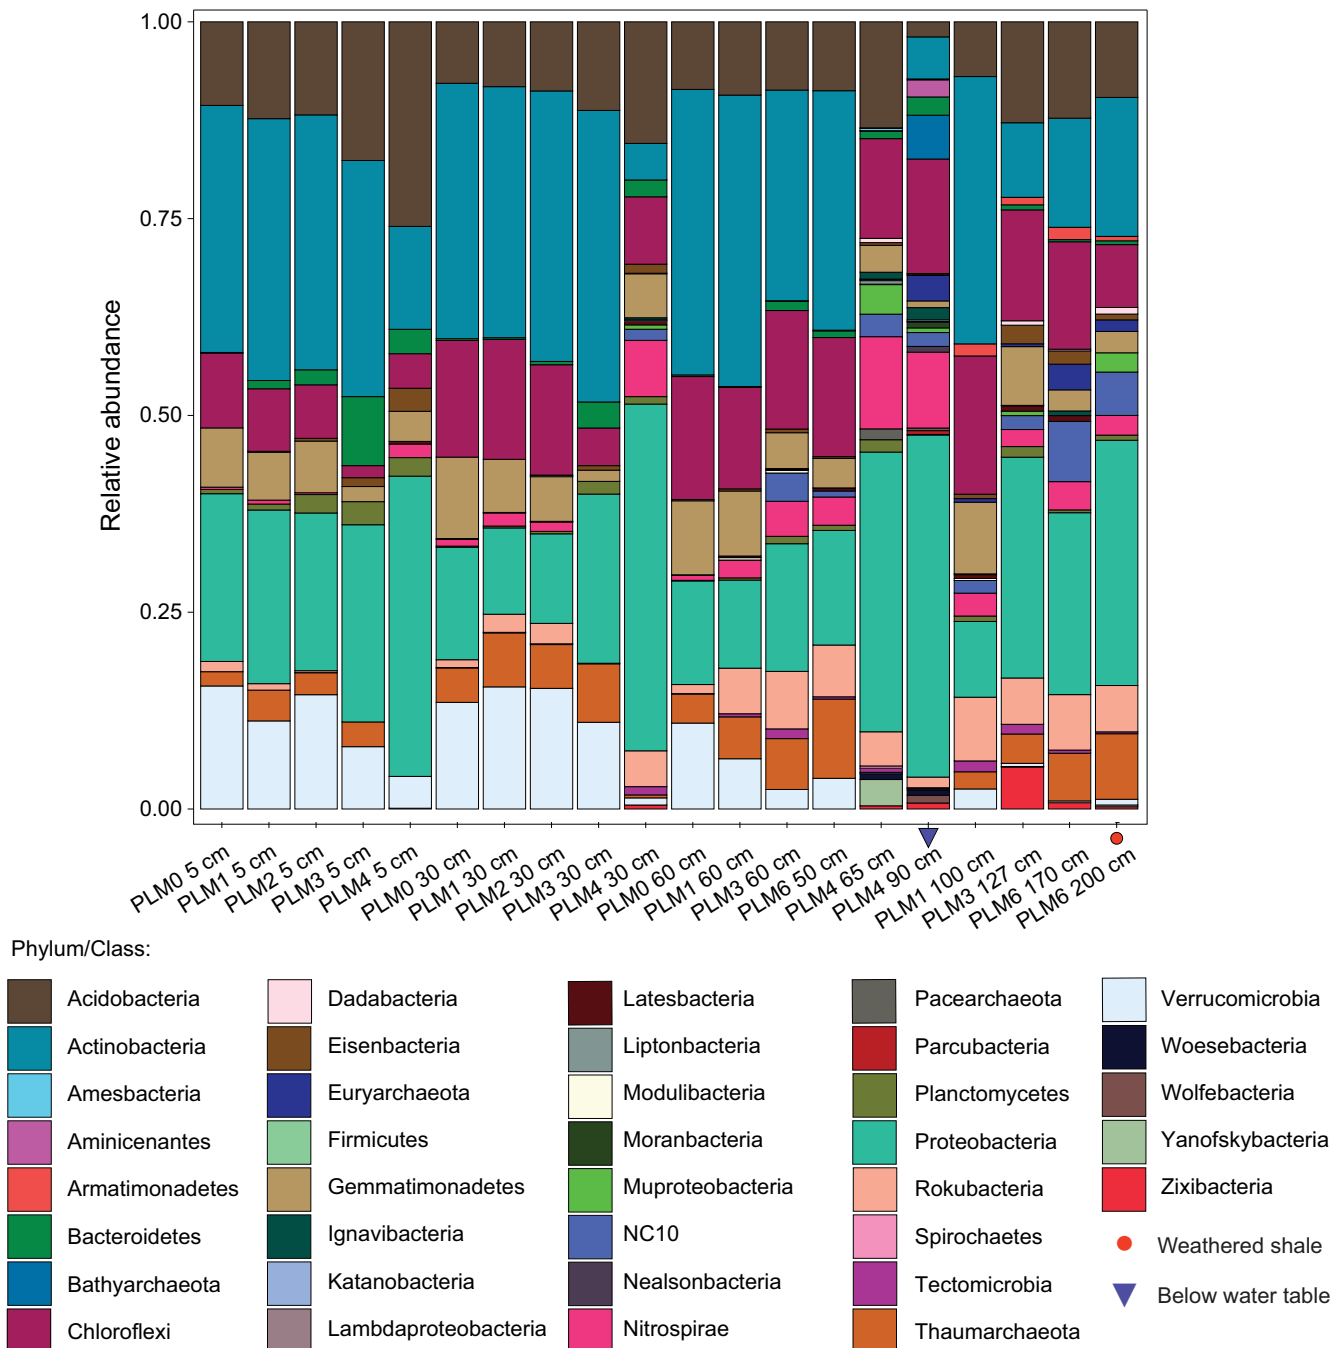 1.00
0.75
0.50
0.25
0.00
Relative abundance
PLM0 5 cm
PLM1 5 cm
PLM2 5 cm
PLM3 5 cm
PLM4 5 cm
PLM0 30 cm
PLM1 30 cm
PLM2 30 cm
PLM3 30 cm
PLM4 30 cm
PLM0 60 cm
PLM1 60 cm
PLM3 60 cm
PLM6 50 cm
PLM4 65 cm
PLM4 90 cm
PLM1 100 cm
PLM3 127 cm
PLM6 170 cm
PLM6 200 cm
Phylum/Class:
Acidobacteria
Actinobacteria
Amesbacteria
Aminicenantes
Armatimonadetes
Bacteroidetes
Bathyarchaeota
Chloroflexi
Dadabacteria
Eisenbacteria
Euryarchaeota
Firmicutes
Gemmatimonadetes
Ignavibacteria
Katanobacteria
Lambdaproteobacteria
Latesbacteria
Liptonbacteria
Modulibacteria
Moranbacteria
Muproteobacteria
NC10
Nealsonbacteria
Nitrospirae
Pacearchaeota
Parcubacteria
Planctomycetes
Proteobacteria
Rokubacteria
Spirochaetes
Tectomicrobia
Thaumarchaeota
Verrucomicrobia
Woesebacteria
Wolfebacteria
Yanofskybacteria
Zixibacteria
Weathered shale
Below water table